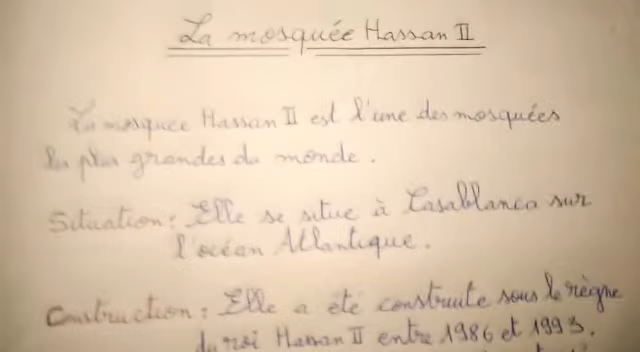 La mosquée Hassan II
La mosquée Hassan II est l'une des mosquées
les plus grandes du monde.
Situation : Elle se situe à Casablanca sur
l'océan Atlantique.
Construction : Elle a été construite sous le règne
du roi Hassan II entre 1986 et 1993.